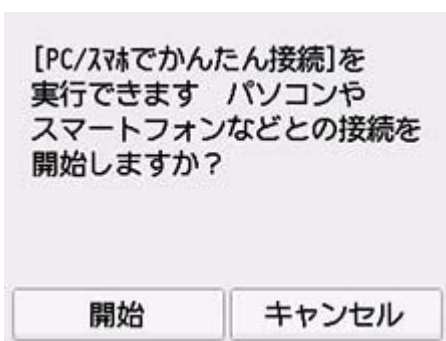 [PC/ｽﾏﾎでかんたん接続]を
実行できます　パソコンや
スマートフォンなどとの接続を
開始しますか？
開始
キャンセル